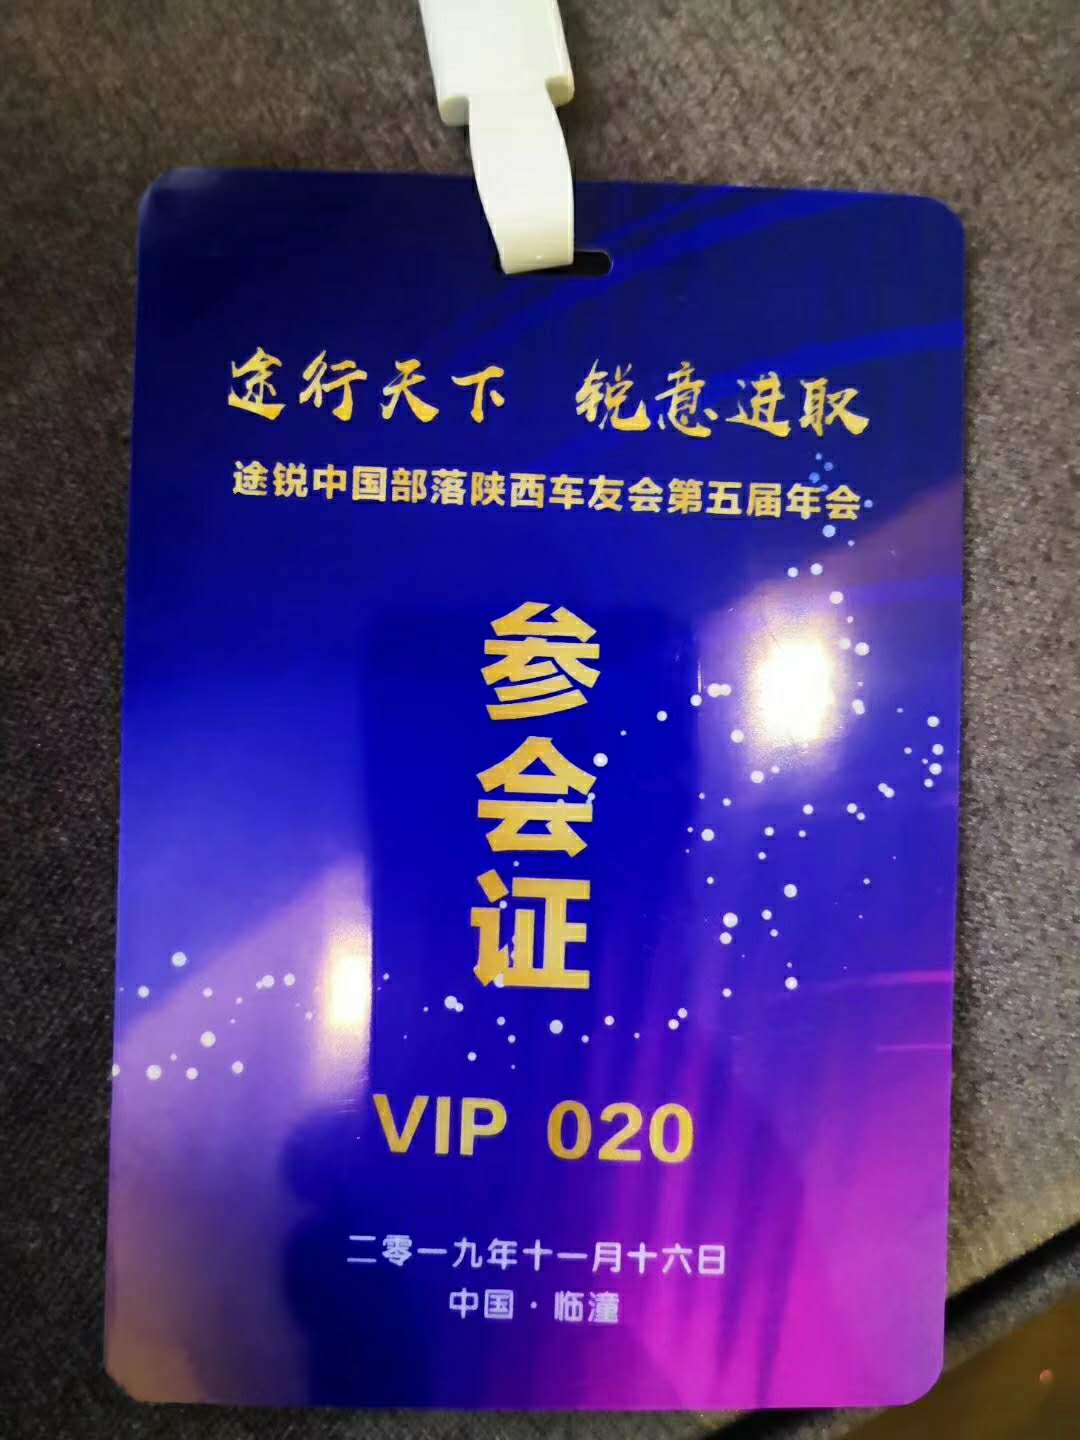 途行天下 锐意进取
途锐中国部落陕西车友会第五届年会
参
会
证
VIP 020
二零一九年十一月十六日
中国·临潼